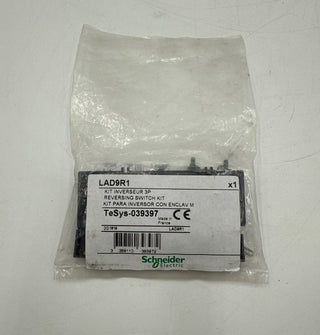 LAD9R1
x1
KIT INVERSEUR 3P
REVERSING SWITCH KIT
KIT PARA INVERSOR CON ENCLAV M
TeSys-039397
Made in
France
CE
LAD9R1
Schneider
Electric